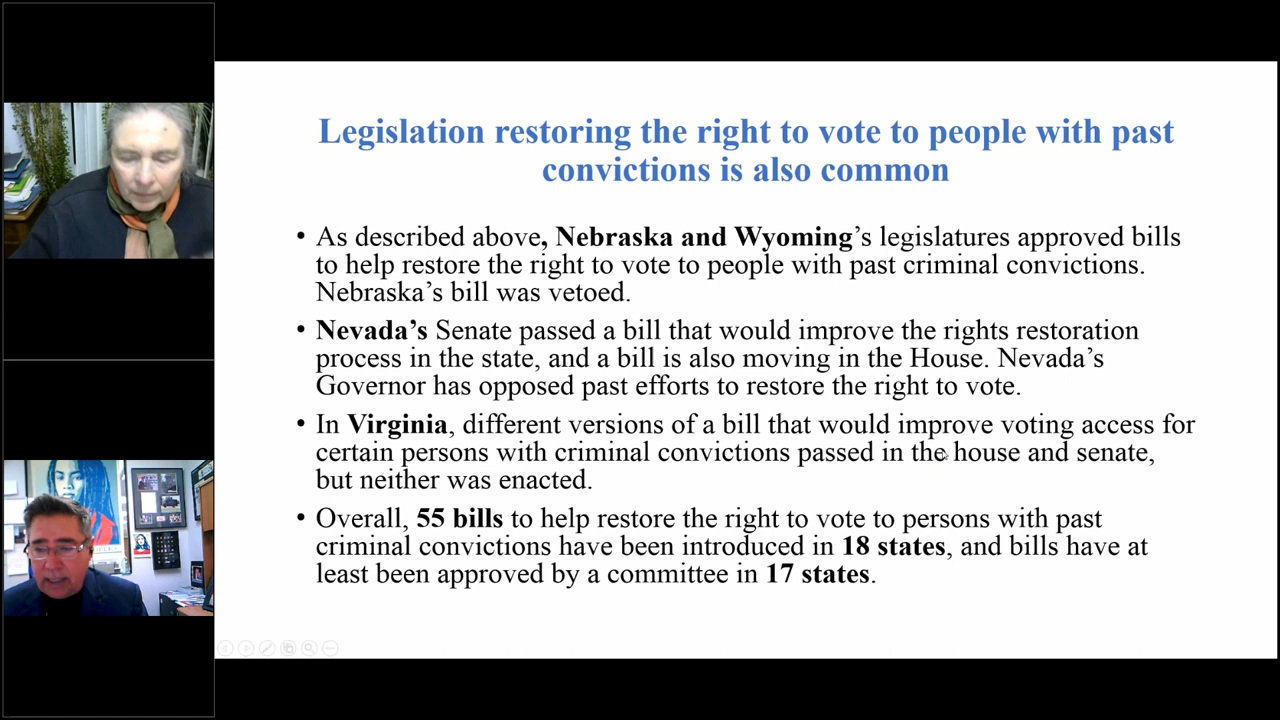 Legislation restoring the right to vote to people with past
convictions is also common
• As described above, Nebraska and Wyoming’s legislatures approved bills
to help restore the right to vote to people with past criminal convictions.
Nebraska’s bill was vetoed.
• Nevada’s Senate passed a bill that would improve the rights restoration
process in the state, and a bill is also moving in the House. Nevada’s
Governor has opposed past efforts to restore the right to vote.
• In Virginia, different versions of a bill that would improve voting access for
certain persons with criminal convictions passed in the house and senate,
but neither was enacted.
• Overall, 55 bills to help restore the right to vote to persons with past
criminal convictions have been introduced in 18 states, and bills have at
least been approved by a committee in 17 states.